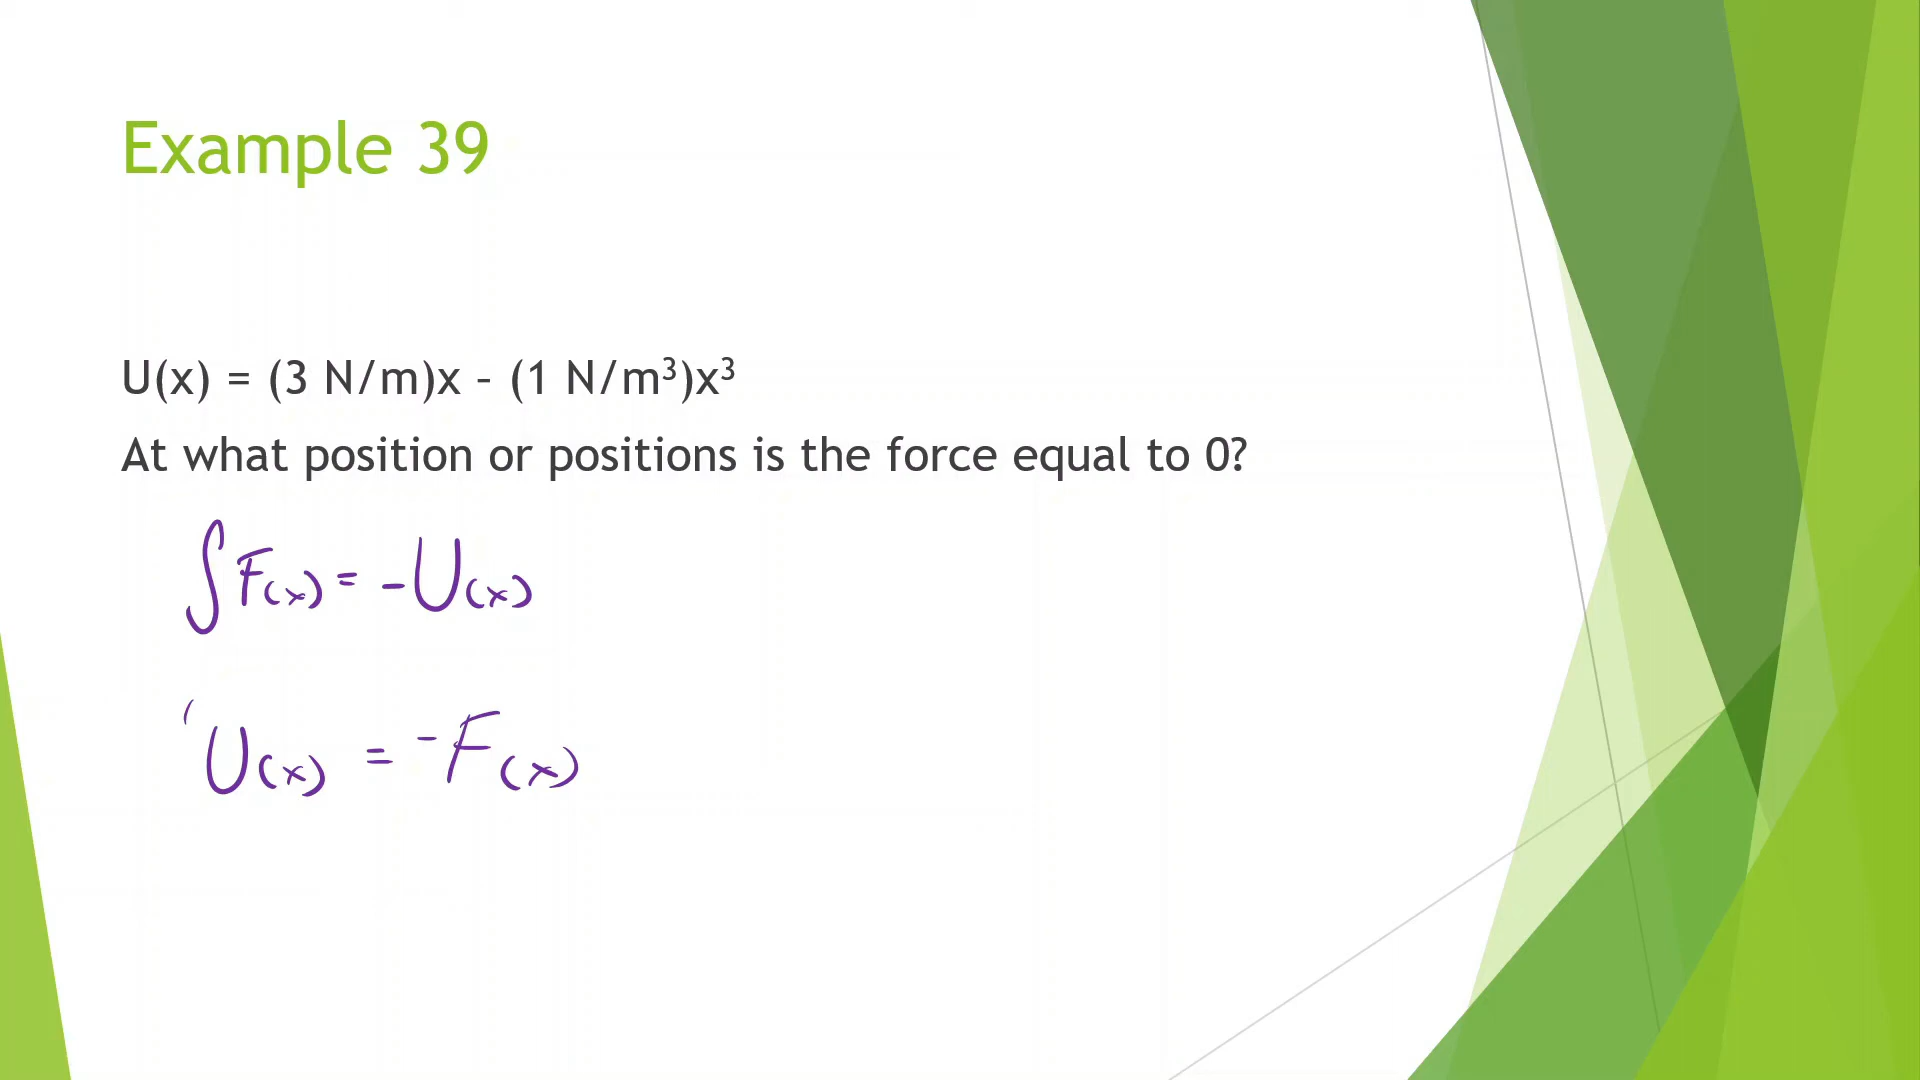 Example 39
U(x) = (3 N/m)x – (1 N/m³)x³
At what position or positions is the force equal to 0?
∫F(x) = -U(x)
'U(x) = -F(x)